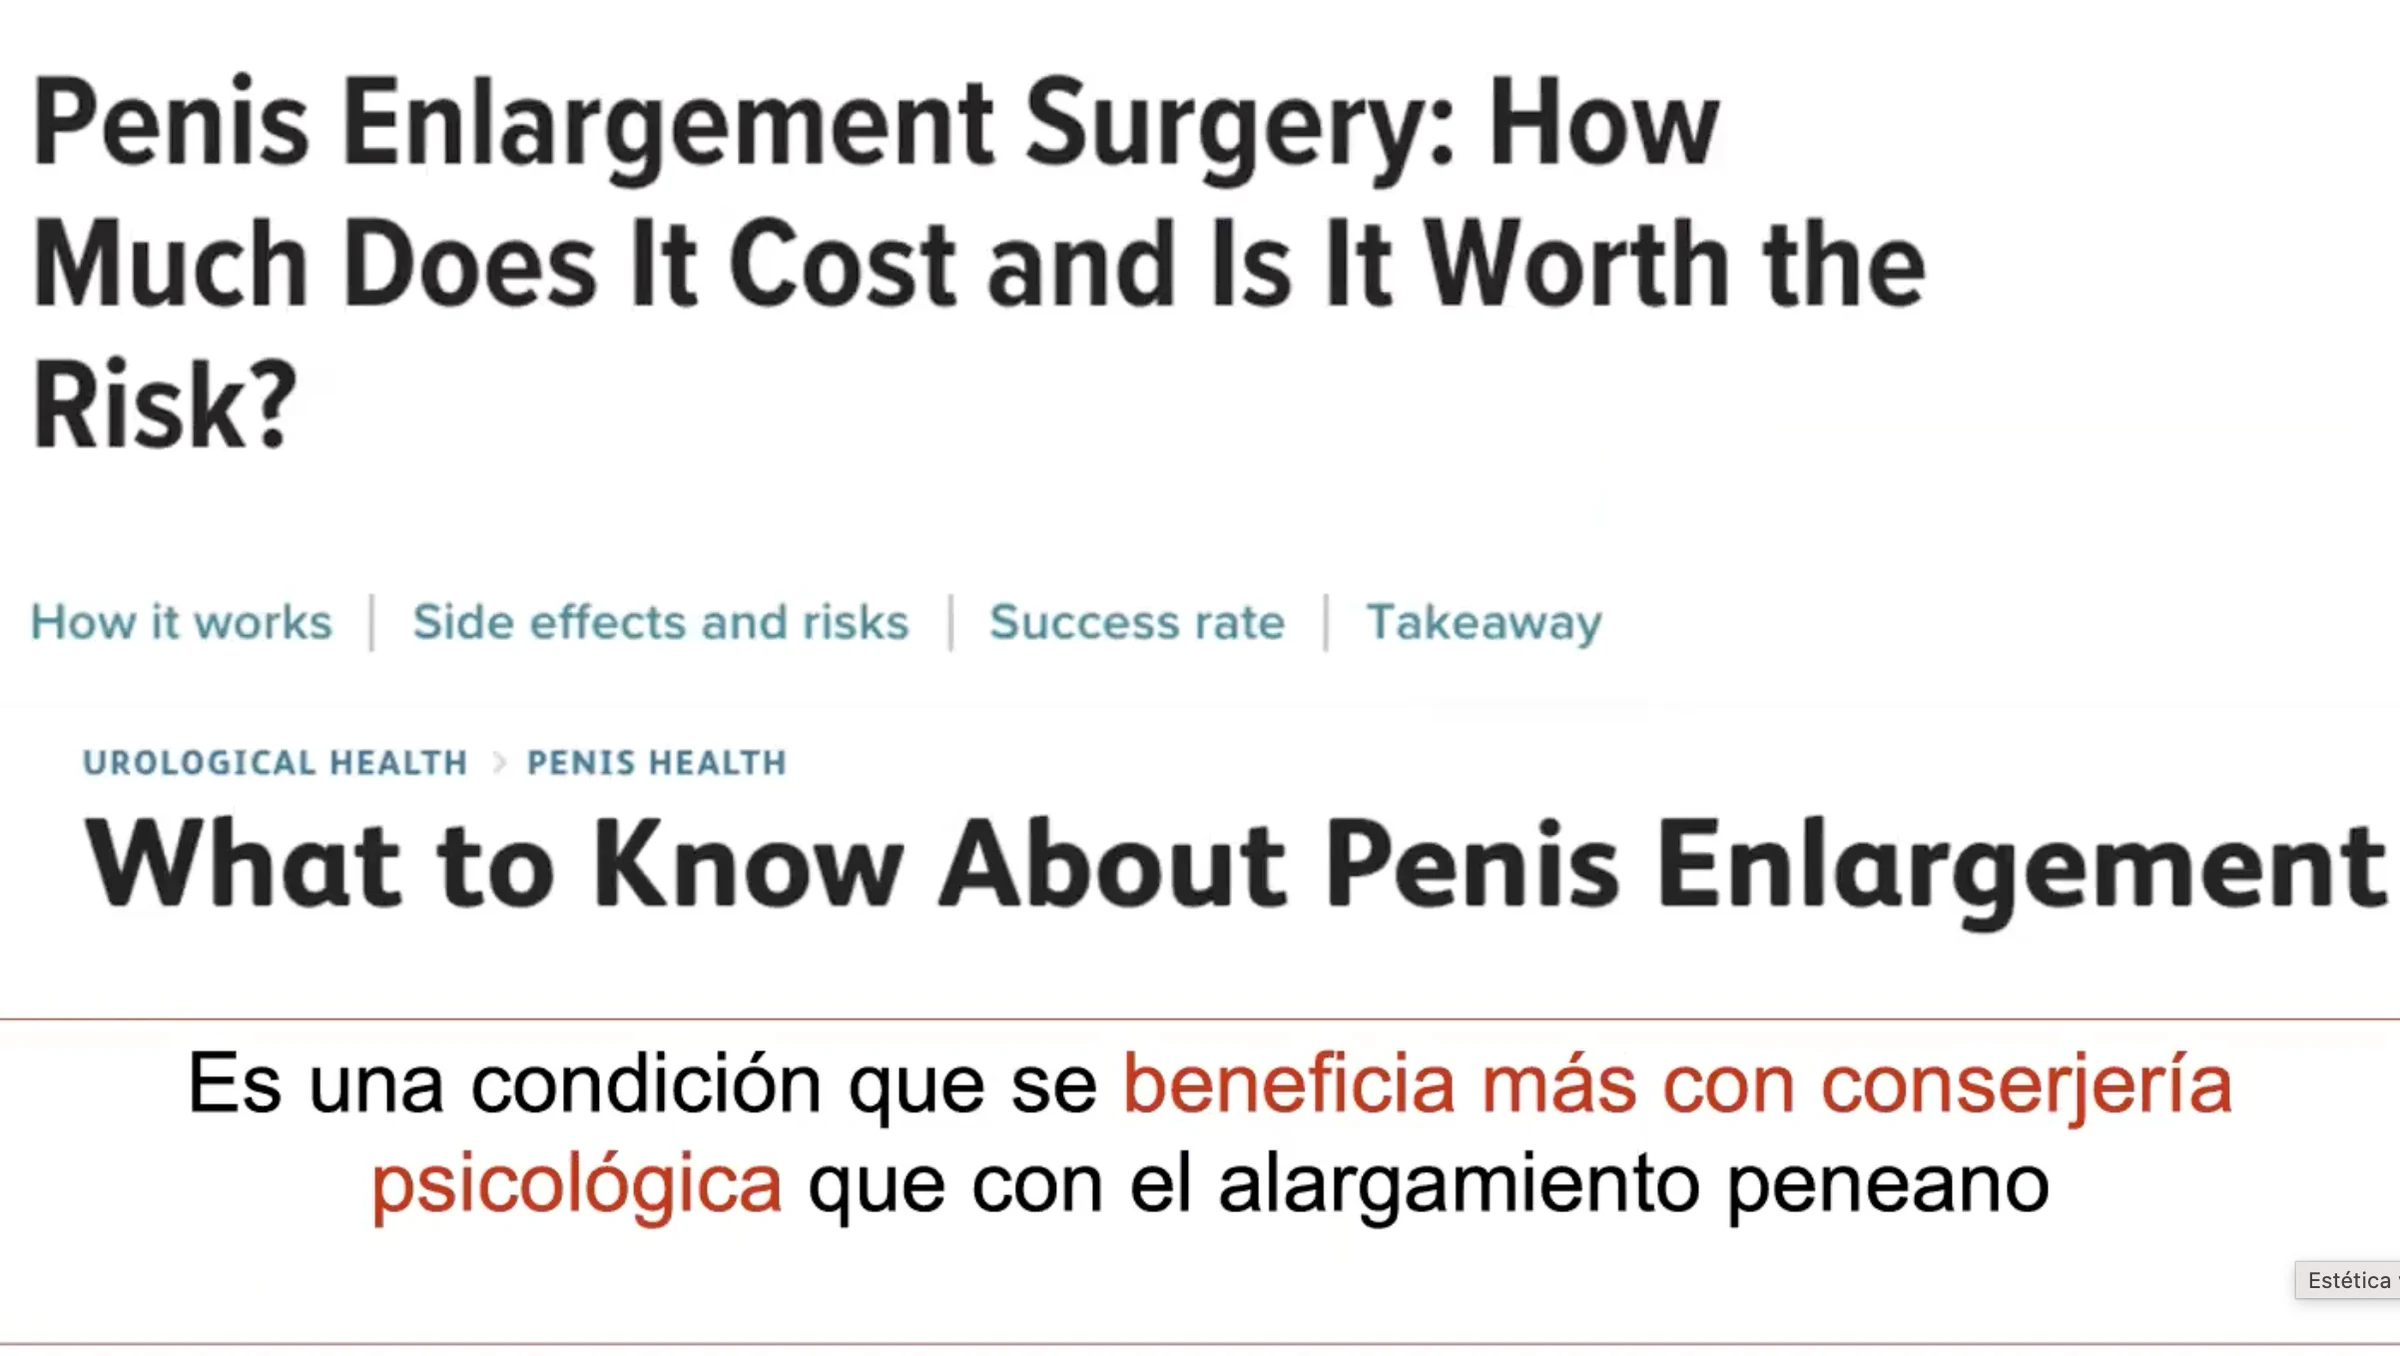 Penis Enlargement Surgery: How
Much Does It Cost and Is It Worth the
Risk?
How it works | Side effects and risks | Success rate | Takeaway
UROLOGICAL HEALTH > PENIS HEALTH
What to Know About Penis Enlargement
Es una condición que se beneficia más con conserjería
psicológica que con el alargamiento peneano
Estética